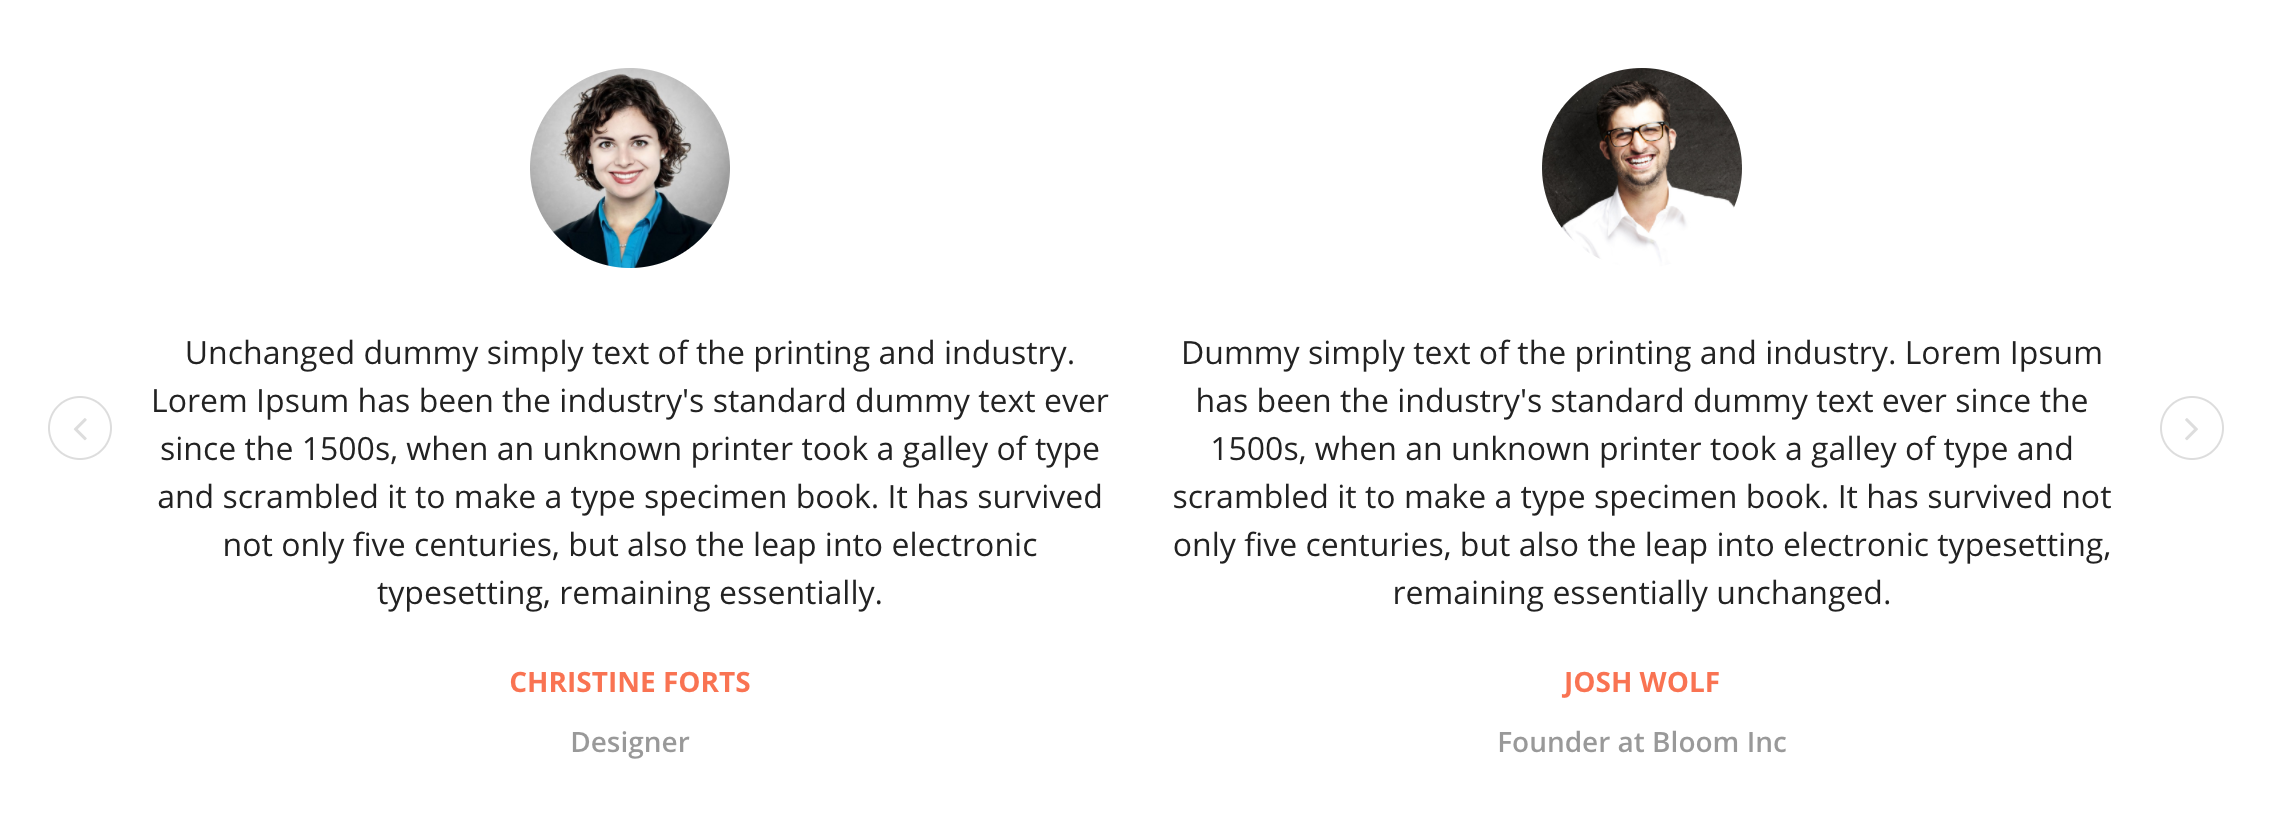 Unchanged dummy simply text of the printing and industry.
Lorem Ipsum has been the industry's standard dummy text ever
since the 1500s, when an unknown printer took a galley of type
and scrambled it to make a type specimen book. It has survived
not only five centuries, but also the leap into electronic
typesetting, remaining essentially.
CHRISTINE FORTS
Designer
Dummy simply text of the printing and industry. Lorem Ipsum
has been the industry's standard dummy text ever since the
1500s, when an unknown printer took a galley of type and
scrambled it to make a type specimen book. It has survived not
only five centuries, but also the leap into electronic typesetting,
remaining essentially unchanged.
JOSH WOLF
Founder at Bloom Inc